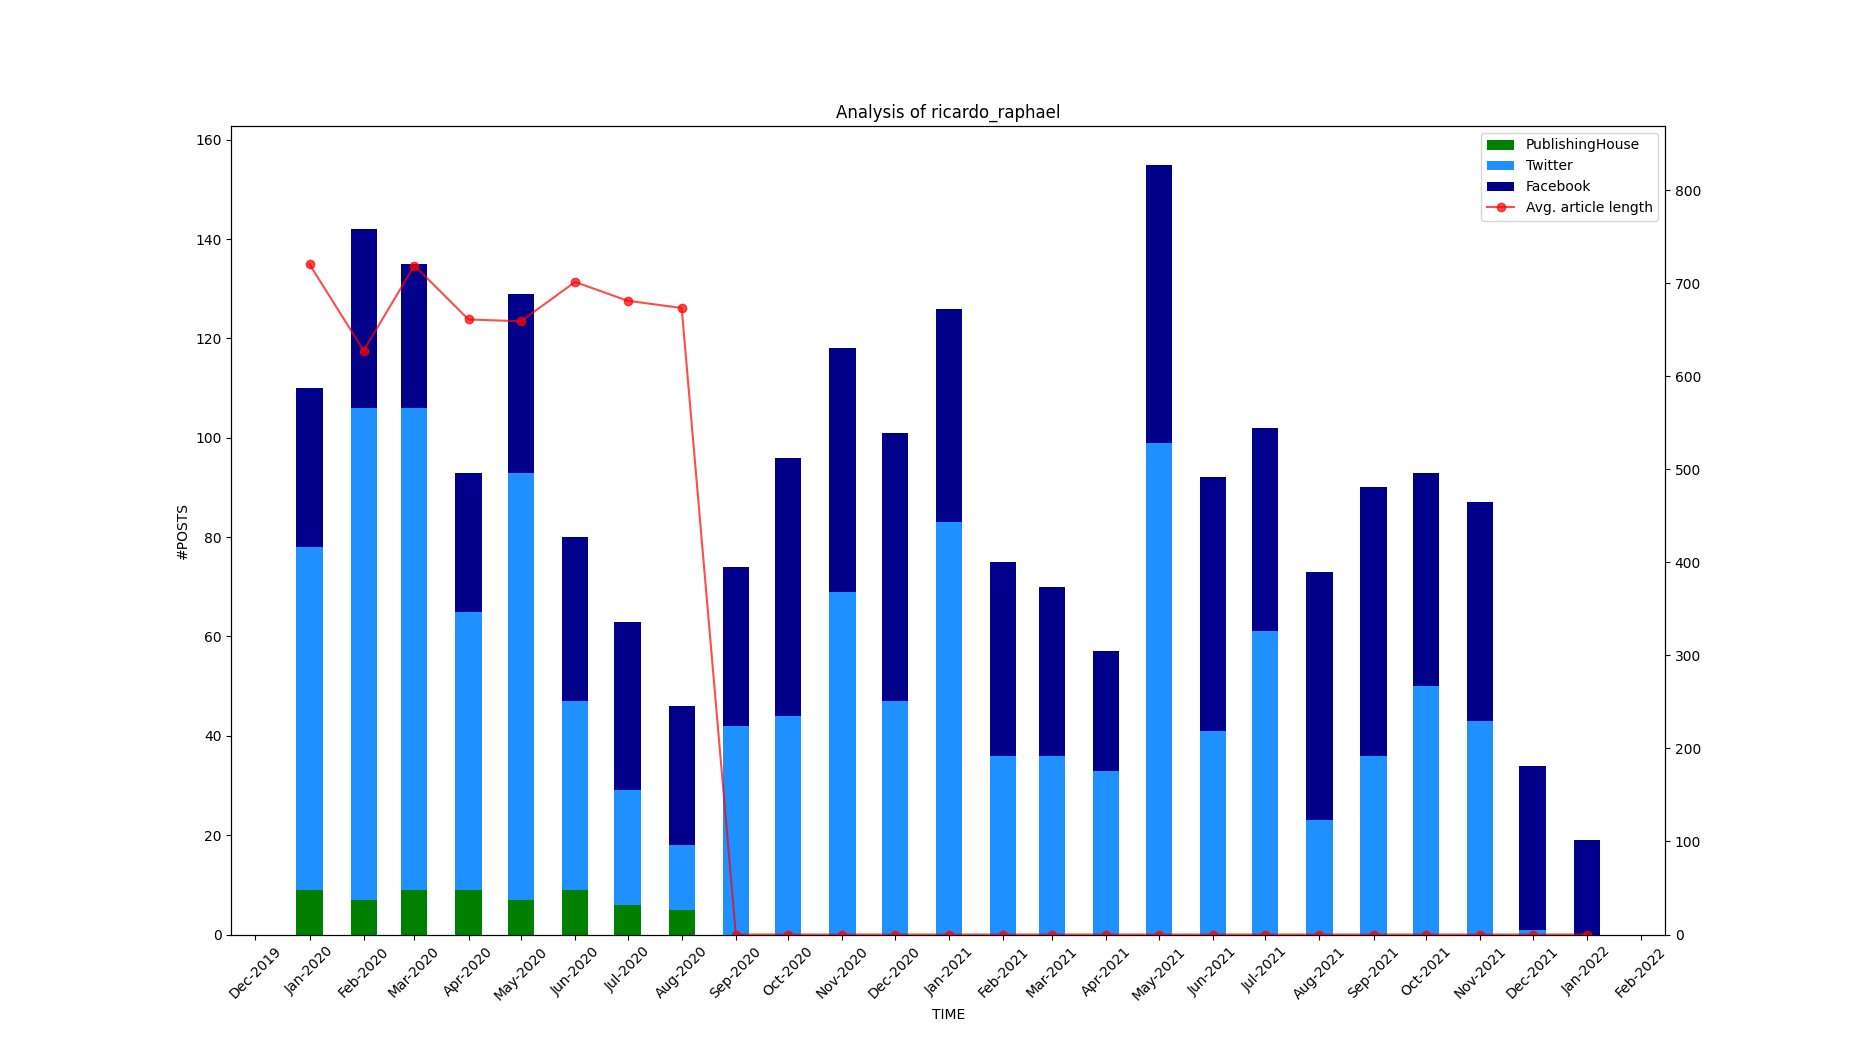 Analysis of ricardo_raphael
160
140
120
100
80
60
40
20
0
#POSTS
PublishingHouse
Twitter
Facebook
Avg. article length
800
700
600
500
400
300
200
100
0
Dec-2019
Jan-2020
Feb-2020
Mar-2020
Apr-2020
May-2020
Jun-2020
Jul-2020
Aug-2020
Sep-2020
Oct-2020
Nov-2020
Dec-2020
Jan-2021
Feb-2021
Mar-2021
Apr-2021
May-2021
Jun-2021
Jul-2021
Aug-2021
Sep-2021
Oct-2021
Nov-2021
Dec-2021
Jan-2022
Feb-2022
TIME